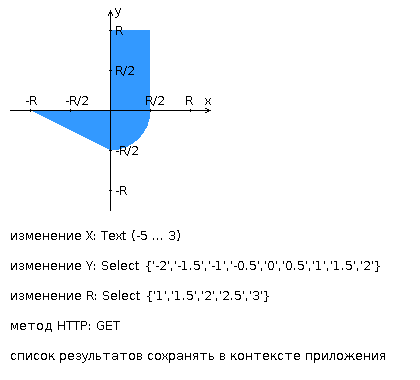 y
R
R/2
-R -R/2 R/2 R x
-R/2
-R
изменение X: Text (-5 ... 3)
изменение Y: Select {'-2','-1.5','-1','-0.5','0','0.5','1','1.5','2'}
изменение R: Select {'1','1.5','2','2.5','3'}
метод HTTP: GET
список результатов сохранять в контексте приложения